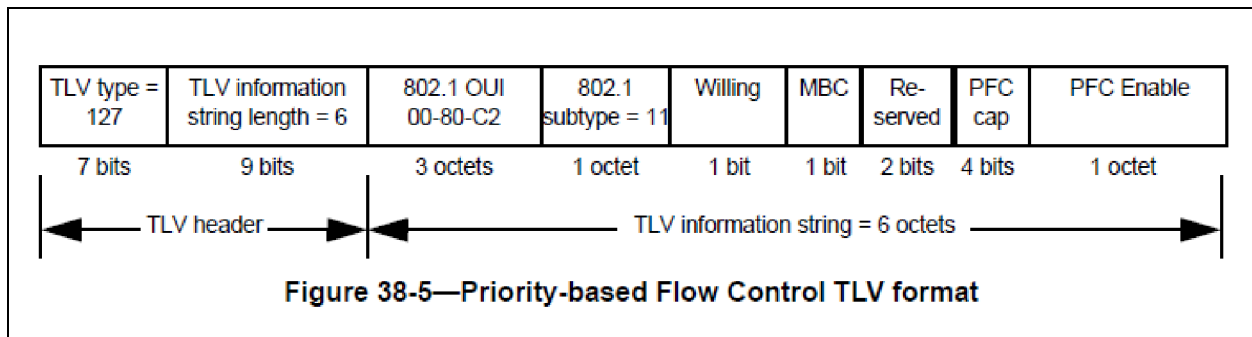 TLV type = 127
TLV information string length = 6
802.1 OUI 00-80-C2
802.1 subtype = 11
Willing
MBC
Re-served
PFC cap
PFC Enable
7 bits
9 bits
3 octets
1 octet
1 bit
1 bit
2 bits
4 bits
1 octet
TLV header
TLV information string = 6 octets
Figure 38-5—Priority-based Flow Control TLV format